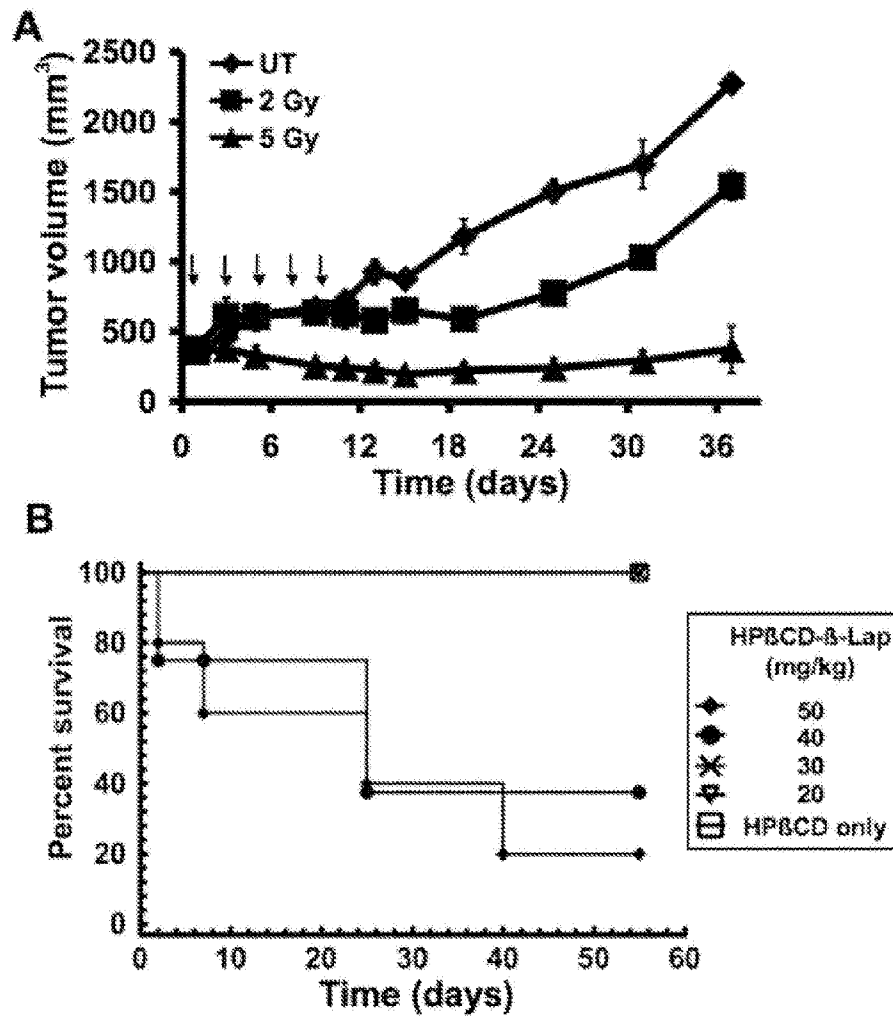 A
Tumor volume (mm³)
2500
2000
1500
1000
500
0
UT
2 Gy
5 Gy
0 6 12 18 24 30 36
Time (days)
B
Percent survival
100
80
60
40
20
0
0 10 20 30 40 50 60
Time (days)
HPßCD-ß-Lap
(mg/kg)
50
40
30
20
HPßCD only